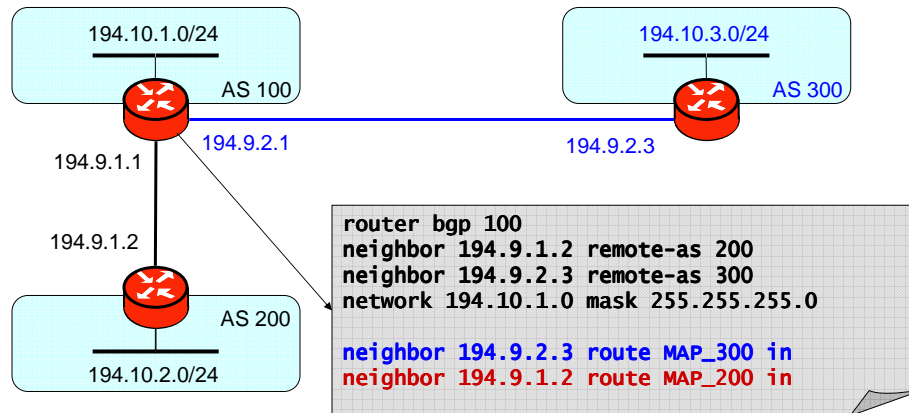 194.10.1.0/24
194.10.3.0/24
AS 100
AS 300
194.9.2.1
194.9.2.3
194.9.1.1
194.9.1.2
AS 200
194.10.2.0/24
router bgp 100
neighbor 194.9.1.2 remote-as 200
neighbor 194.9.2.3 remote-as 300
network 194.10.1.0 mask 255.255.255.0
neighbor 194.9.2.3 route MAP_300 in
neighbor 194.9.1.2 route MAP_200 in